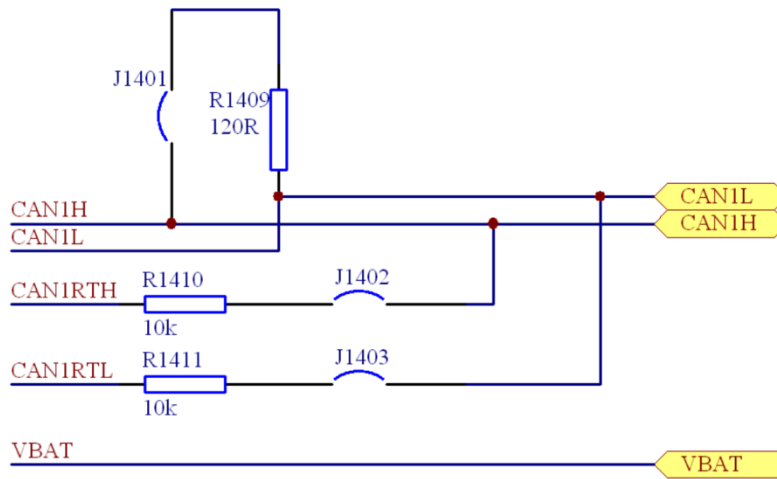 J1401
R1409
120R
CAN1L
CAN1H
CAN1H
CAN1L
R1410
J1402
CAN1RTH
10k
R1411
J1403
CAN1RTL
10k
VBAT
VBAT